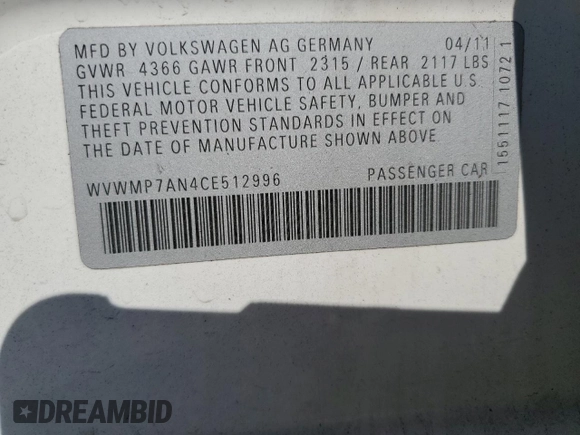 MFD BY VOLKSWAGEN AG GERMANY 04/11
GVWR 4366 GAWR FRONT 2315 / REAR 2117 LBS
THIS VEHICLE CONFORMS TO ALL APPLICABLE U.S.
FEDERAL MOTOR VEHICLE SAFETY, BUMPER AND
THEFT PREVENTION STANDARDS IN EFFECT ON
THE DATE OF MANUFACTURE SHOWN ABOVE.
WVWMP7AN4CE512996 PASSENGER CAR
1551117 1072 1
DREAMBID